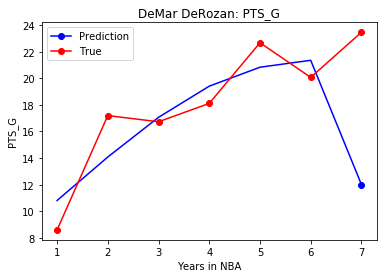 DeMar DeRozan: PTS_G
Prediction
True
PTS_G
24
22
20
18
16
14
12
10
8
1 2 3 4 5 6 7
Years in NBA